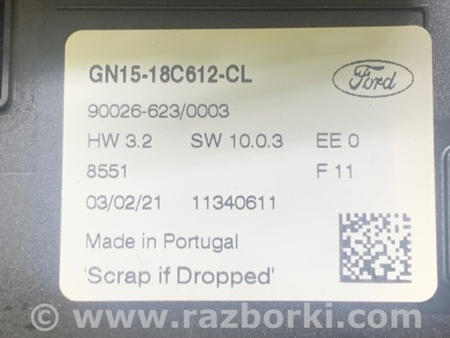 GN15-18C612-CL
Ford
90026-623/0003
HW 3.2 SW 10.0.3 EE 0
8551 F 11
03/02/21 11340611
Made in Portugal
'Scrap if Dropped'
© www.razborki.com